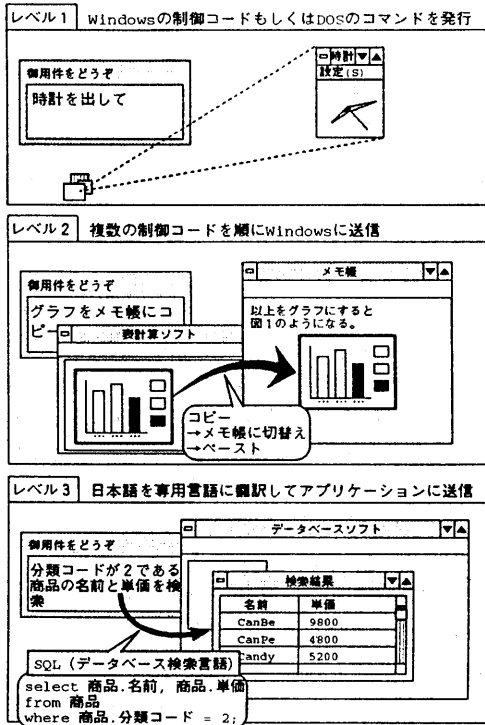 レベル1 Windowsの制御コードもしくはDOSのコマンドを発行
御用件をどうぞ
時計を出して
時計
設定(S)
レベル2 複数の制御コードを順にWindowsに送信
御用件をどうぞ
グラフをメモ帳にコ
ピー
表計算ソフト
メモ帳
以上をグラフにすると
図1のようになる。
コピー
→メモ帳に切替え
→ペースト
レベル3 日本語を専用言語に翻訳してアプリケーションに送信
御用件をどうぞ
分類コードが2である
商品の名前と単価を検
索
データベースソフト
検索結果
名前 単価
CanBe 9800
CanPe 4800
Candy 5200
SQL(データベース検索言語)
select 商品.名前, 商品.単価
from 商品
where 商品.分類コード = 2;